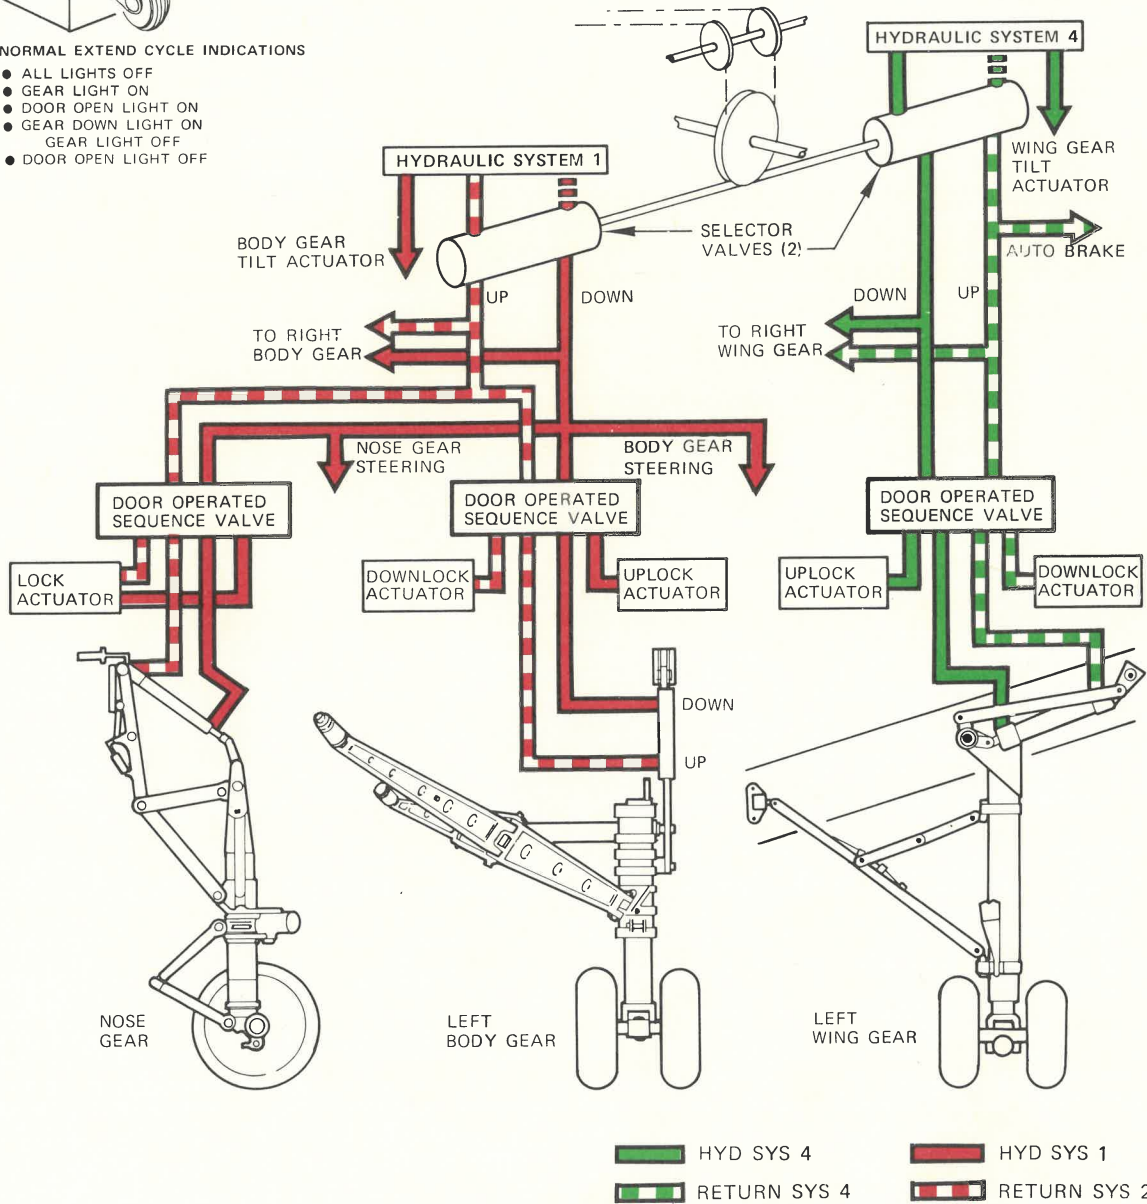 NORMAL EXTEND CYCLE INDICATIONS
● ALL LIGHTS OFF
● GEAR LIGHT ON
● DOOR OPEN LIGHT ON
● GEAR DOWN LIGHT ON
GEAR LIGHT OFF
● DOOR OPEN LIGHT OFF
HYDRAULIC SYSTEM 4
HYDRAULIC SYSTEM 1
WING GEAR
TILT
ACTUATOR
BODY GEAR
TILT ACTUATOR
SELECTOR
VALVES (2)
AUTO BRAKE
UP
DOWN
DOWN
UP
TO RIGHT
BODY GEAR
TO RIGHT
WING GEAR
NOSE GEAR
STEERING
BODY GEAR
STEERING
DOOR OPERATED
SEQUENCE VALVE
DOOR OPERATED
SEQUENCE VALVE
DOOR OPERATED
SEQUENCE VALVE
LOCK
ACTUATOR
DOWNLOCK
ACTUATOR
UPLOCK
ACTUATOR
UPLOCK
ACTUATOR
DOWNLOCK
ACTUATOR
DOWN
UP
NOSE
GEAR
LEFT
BODY GEAR
LEFT
WING GEAR
HYD SYS 4
HYD SYS 1
RETURN SYS 4
RETURN SYS 2